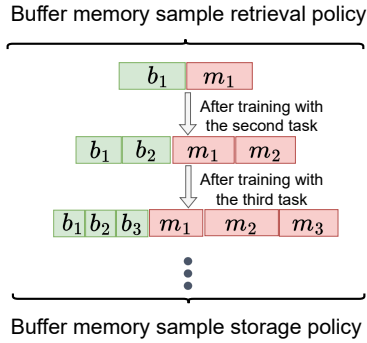 Buffer memory sample retrieval policy
b₁ m₁
After training with
the second task
b₁ b₂ m₁ m₂
After training with
the third task
b₁ b₂ b₃ m₁ m₂ m₃
Buffer memory sample storage policy